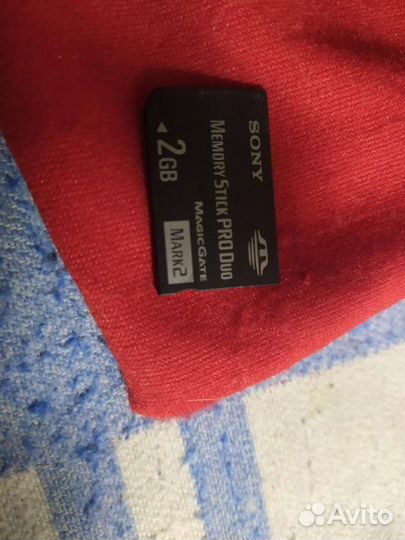 SONY
MEMORY STICK PRO DUO
MAGICGATE
MARK2
2GB
Avito